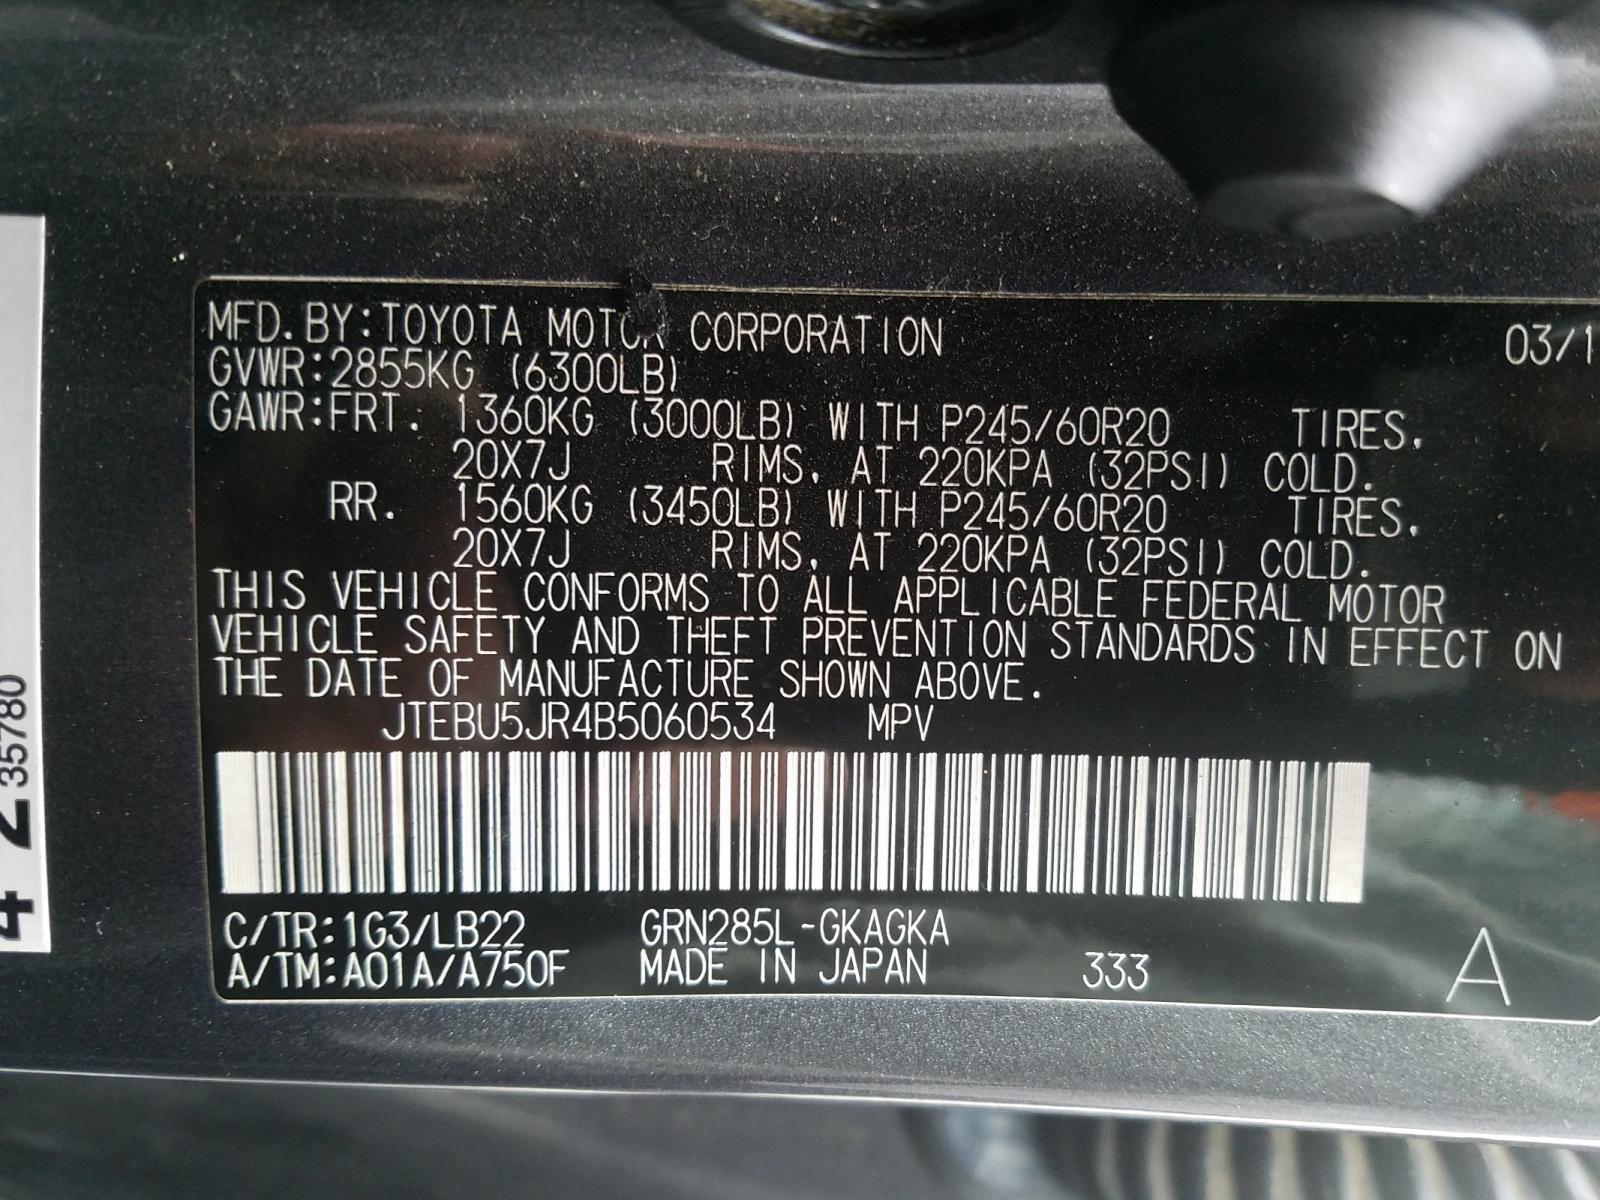 MFD.BY:TOYOTA MOTOR CORPORATION 03/1
GVWR:2855KG (6300LB)
GAWR:FRT. 1360KG (3000LB) WITH P245/60R20 TIRES,
20X7J RIMS, AT 220KPA (32PSI) COLD.
RR. 1560KG (3450LB) WITH P245/60R20 TIRES,
20X7J RIMS, AT 220KPA (32PSI) COLD.
THIS VEHICLE CONFORMS TO ALL APPLICABLE FEDERAL MOTOR
VEHICLE SAFETY AND THEFT PREVENTION STANDARDS IN EFFECT ON
THE DATE OF MANUFACTURE SHOWN ABOVE.
JTEBU5JR4B5060534 MPV
C/TR:1G3/LB22 GRN285L-GKAGKA
A/TM:A01A/A750F MADE IN JAPAN 333 A
4 2 35780